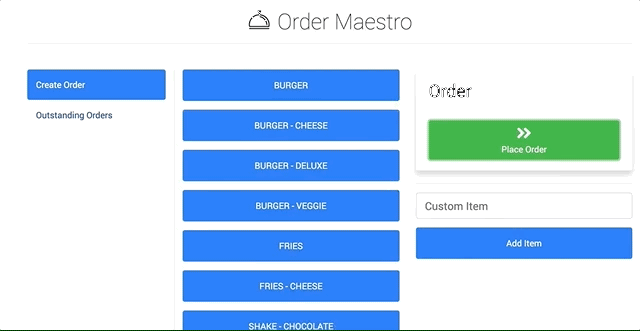 Order Maestro
Create Order
Outstanding Orders
BURGER
BURGER - CHEESE
BURGER - DELUXE
BURGER - VEGGIE
FRIES
FRIES - CHEESE
SHAKE - CHOCOLATE
Order
Place Order
Custom Item
Add Item